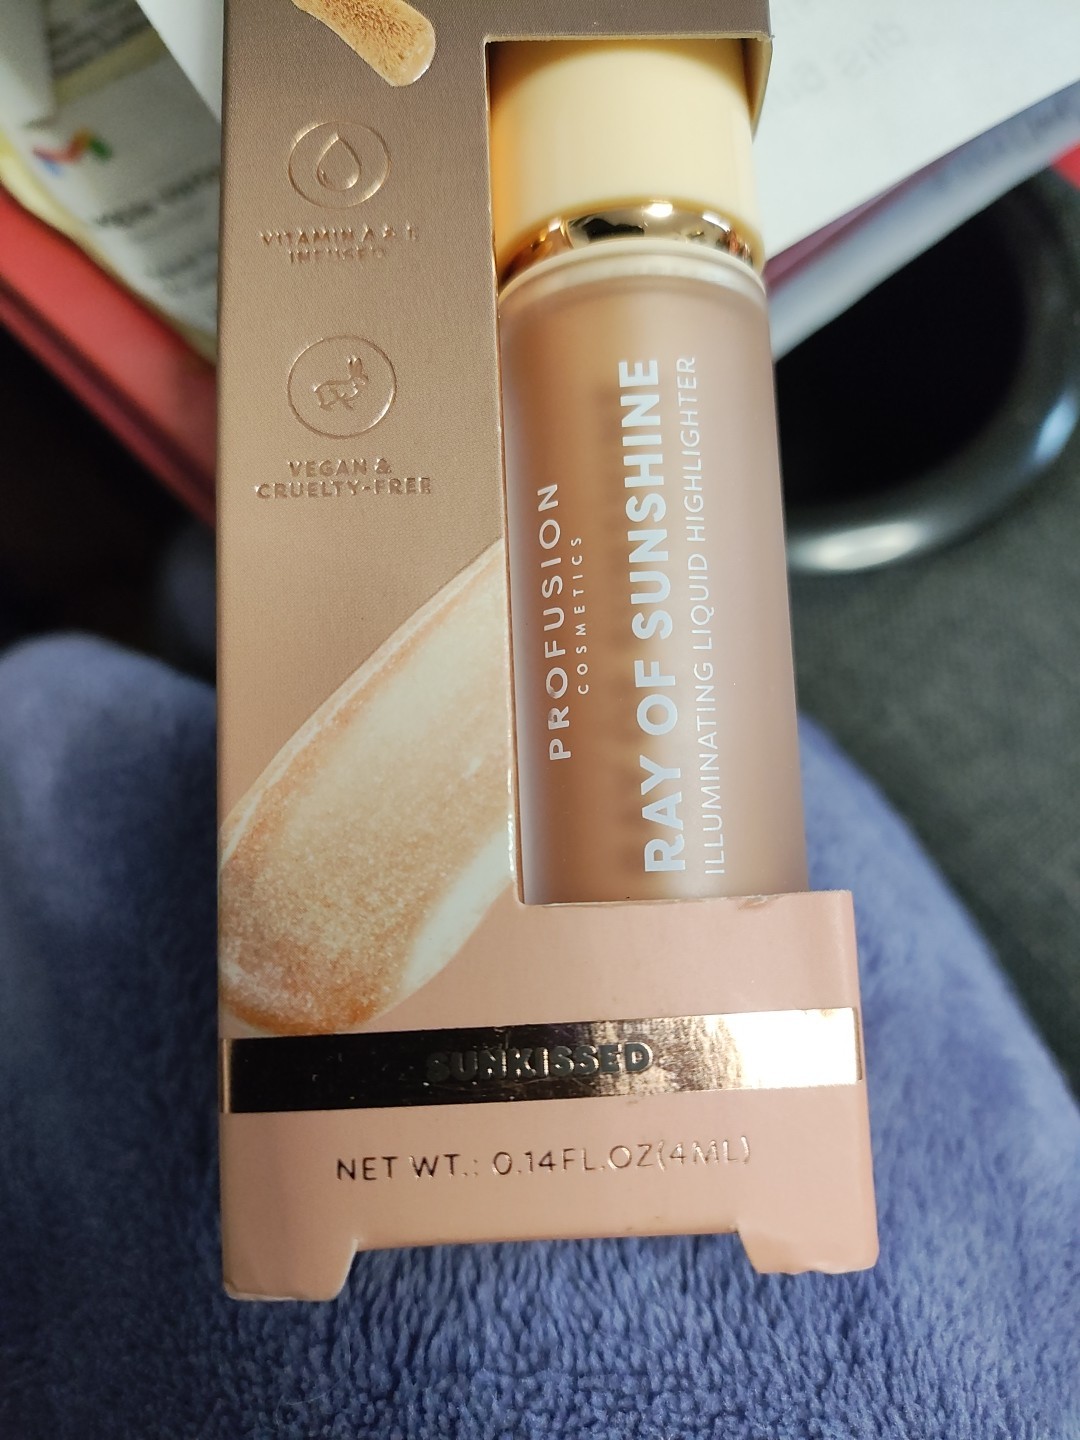 VITAMIN A & E
INFUSED
VEGAN &
CRUELTY-FREE
PROFUSION
COSMETICS
RAY OF SUNSHINE
ILLUMINATING LIQUID HIGHLIGHTER
SUNKISSED
NET WT.: 0.14FL.OZ(4ML)